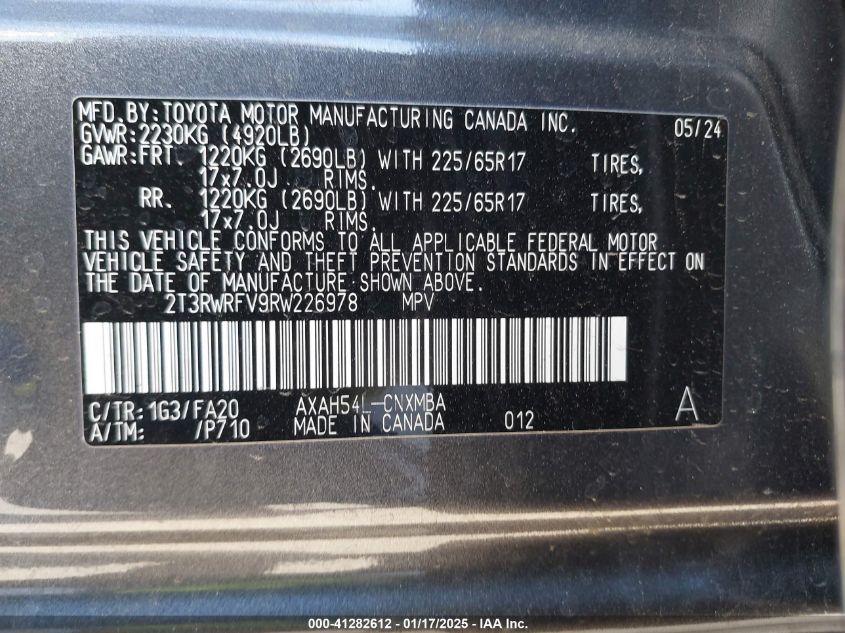 MFD.BY:TOYOTA MOTOR MANUFACTURING CANADA INC. 05/24
GVWR:2230KG (4920LB)
GAWR:FRT. 1220KG (2690LB) WITH 225/65R17 TIRES,
17x7.0J RIMS.
RR. 1220KG (2690LB) WITH 225/65R17 TIRES,
17x7.0J RIMS.
THIS VEHICLE CONFORMS TO ALL APPLICABLE FEDERAL MOTOR
VEHICLE SAFETY AND THEFT PREVENTION STANDARDS IN EFFECT ON
THE DATE OF MANUFACTURE SHOWN ABOVE.
2T3RWRFV9RW226978 MPV
C/TR:1G3/FA20 AXAH54L-CNXMBA A
A/TM: /P710 MADE IN CANADA 012
000-41282612 - 01/17/2025 - IAA Inc.